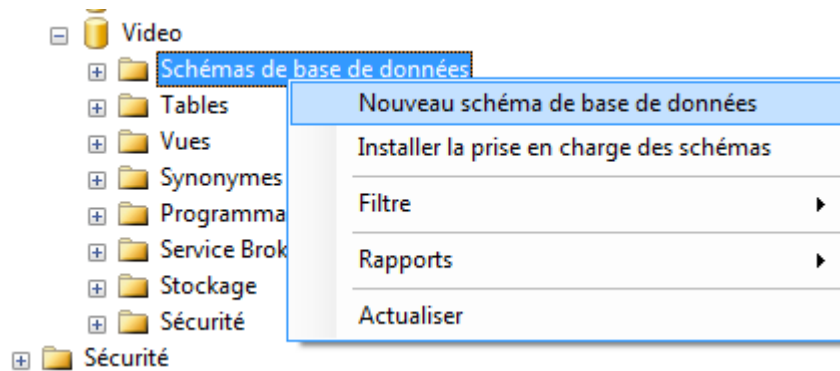 Video
Schémas de base de données
Nouveau schéma de base de données
Installer la prise en charge des schémas
Filtre
Rapports
Actualiser
Tables
Vues
Synonymes
Programma
Service Brok
Stockage
Sécurité
Sécurité